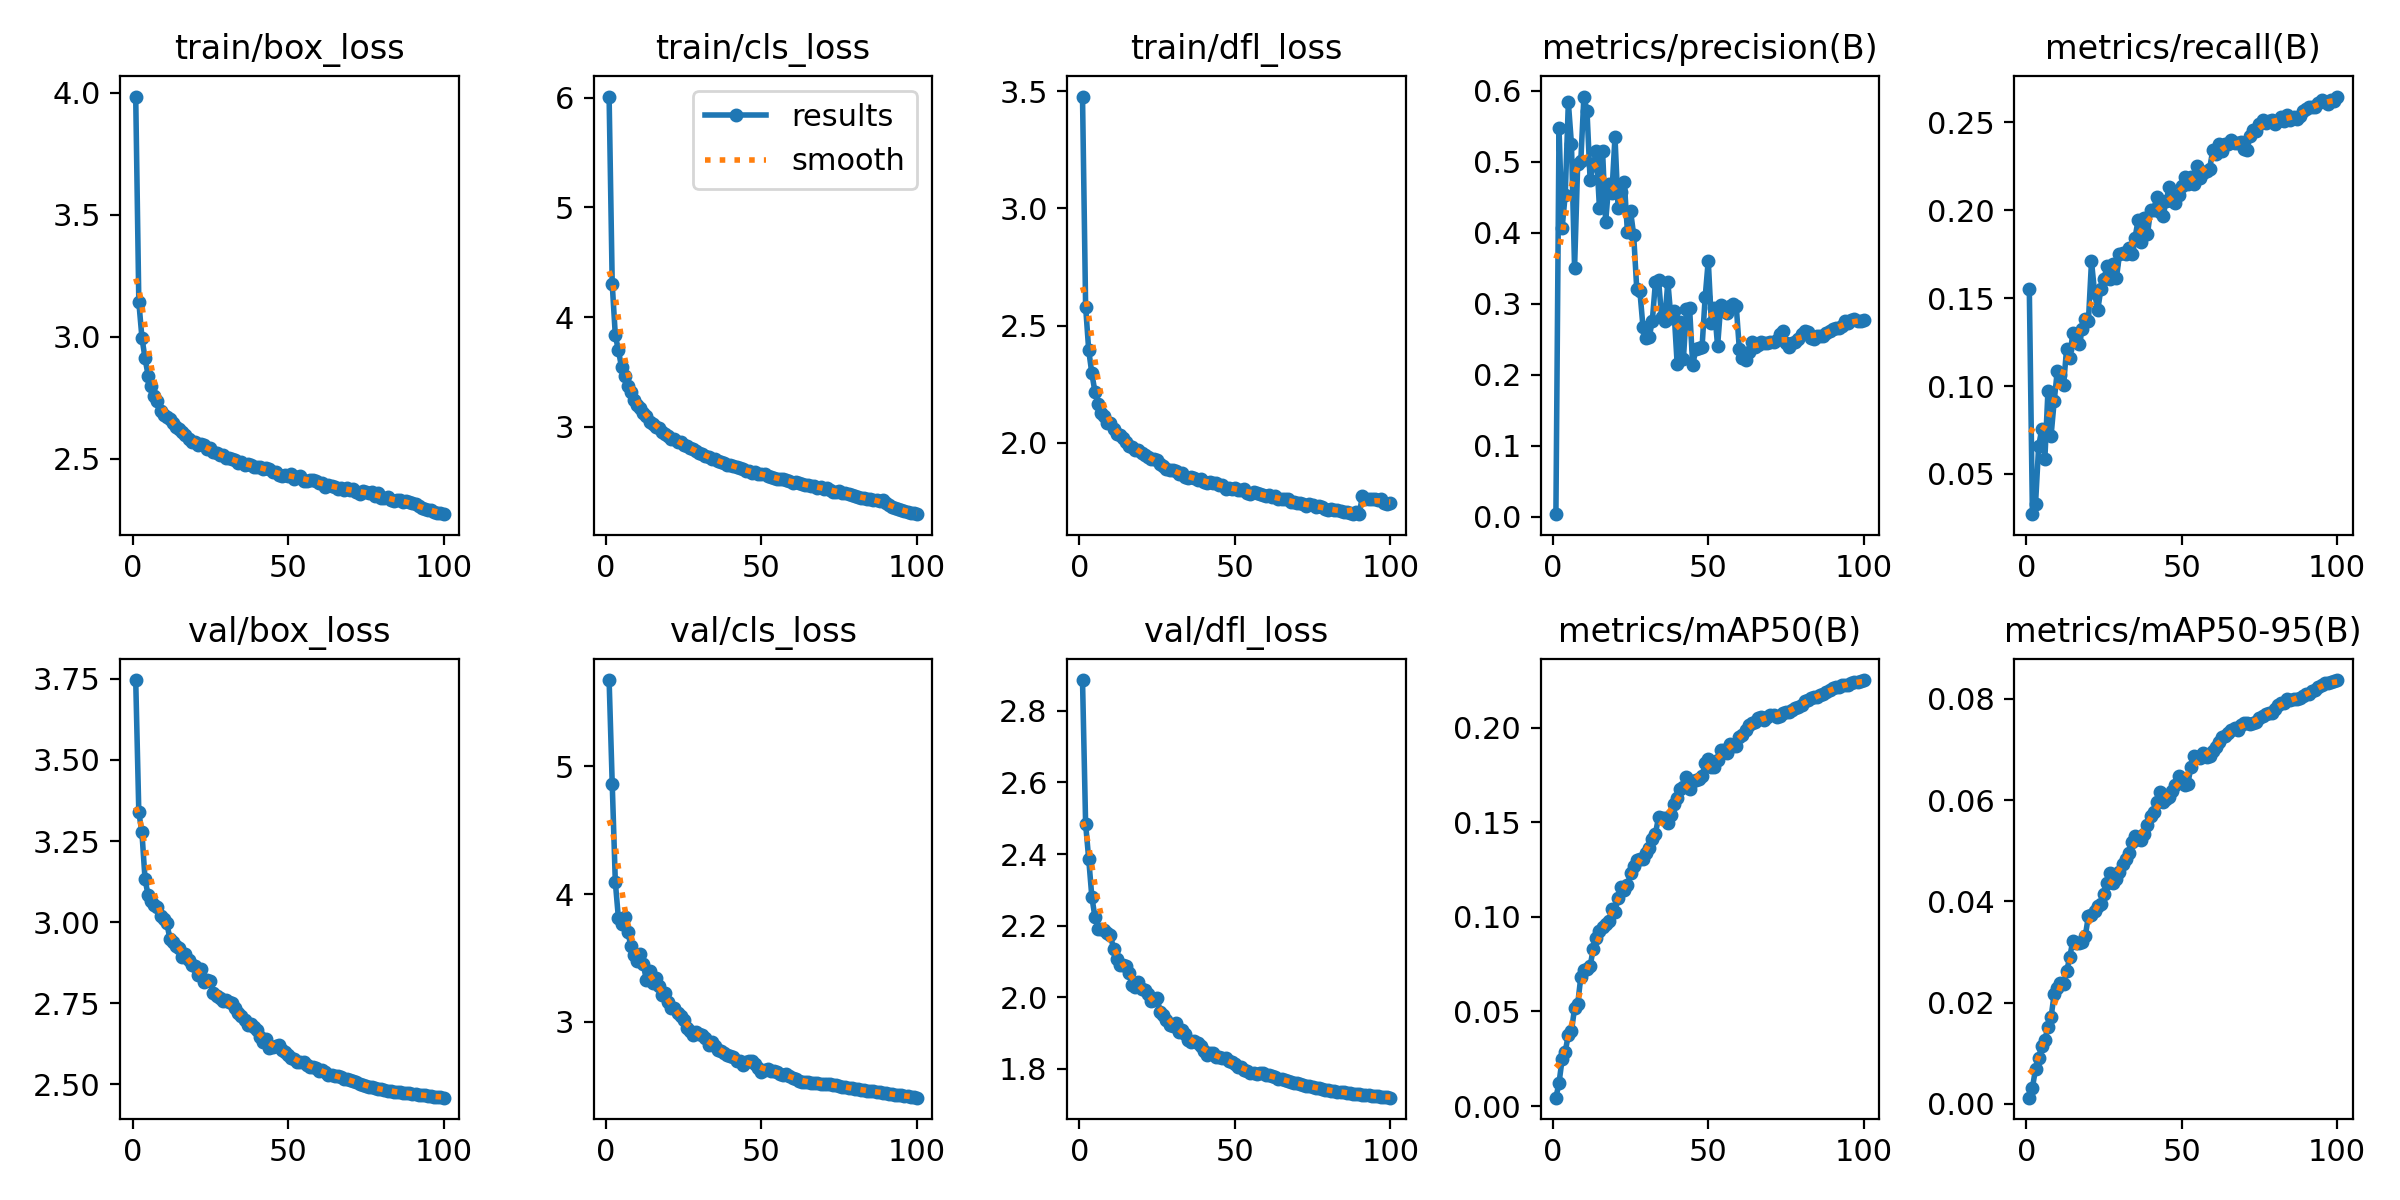 train/box_loss
4.0
3.5
3.0
2.5
0 50 100
train/cls_loss
results
smooth
6
5
4
3
0 50 100
train/dfl_loss
3.5
3.0
2.5
2.0
0 50 100
metrics/precision(B)
0.6
0.5
0.4
0.3
0.2
0.1
0.0
0 50 100
metrics/recall(B)
0.25
0.20
0.15
0.10
0.05
0 50 100
val/box_loss
3.75
3.50
3.25
3.00
2.75
2.50
0 50 100
val/cls_loss
5
4
3
0 50 100
val/dfl_loss
2.8
2.6
2.4
2.2
2.0
1.8
0 50 100
metrics/mAP50(B)
0.20
0.15
0.10
0.05
0.00
0 50 100
metrics/mAP50-95(B)
0.08
0.06
0.04
0.02
0.00
0 50 100